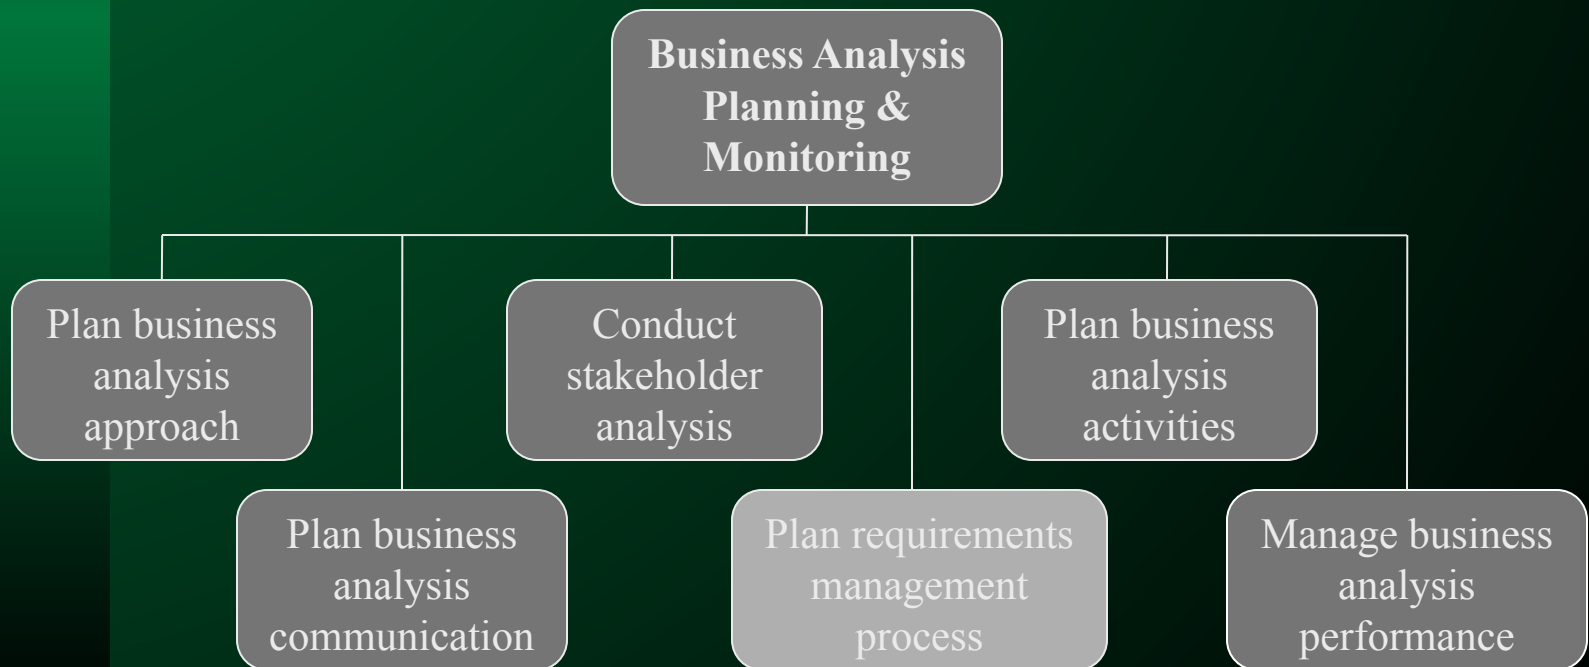 Business Analysis
Planning &
Monitoring
Plan business
analysis
approach
Conduct
stakeholder
analysis
Plan business
analysis
activities
Plan business
analysis
communication
Plan requirements
management
process
Manage business
analysis
performance